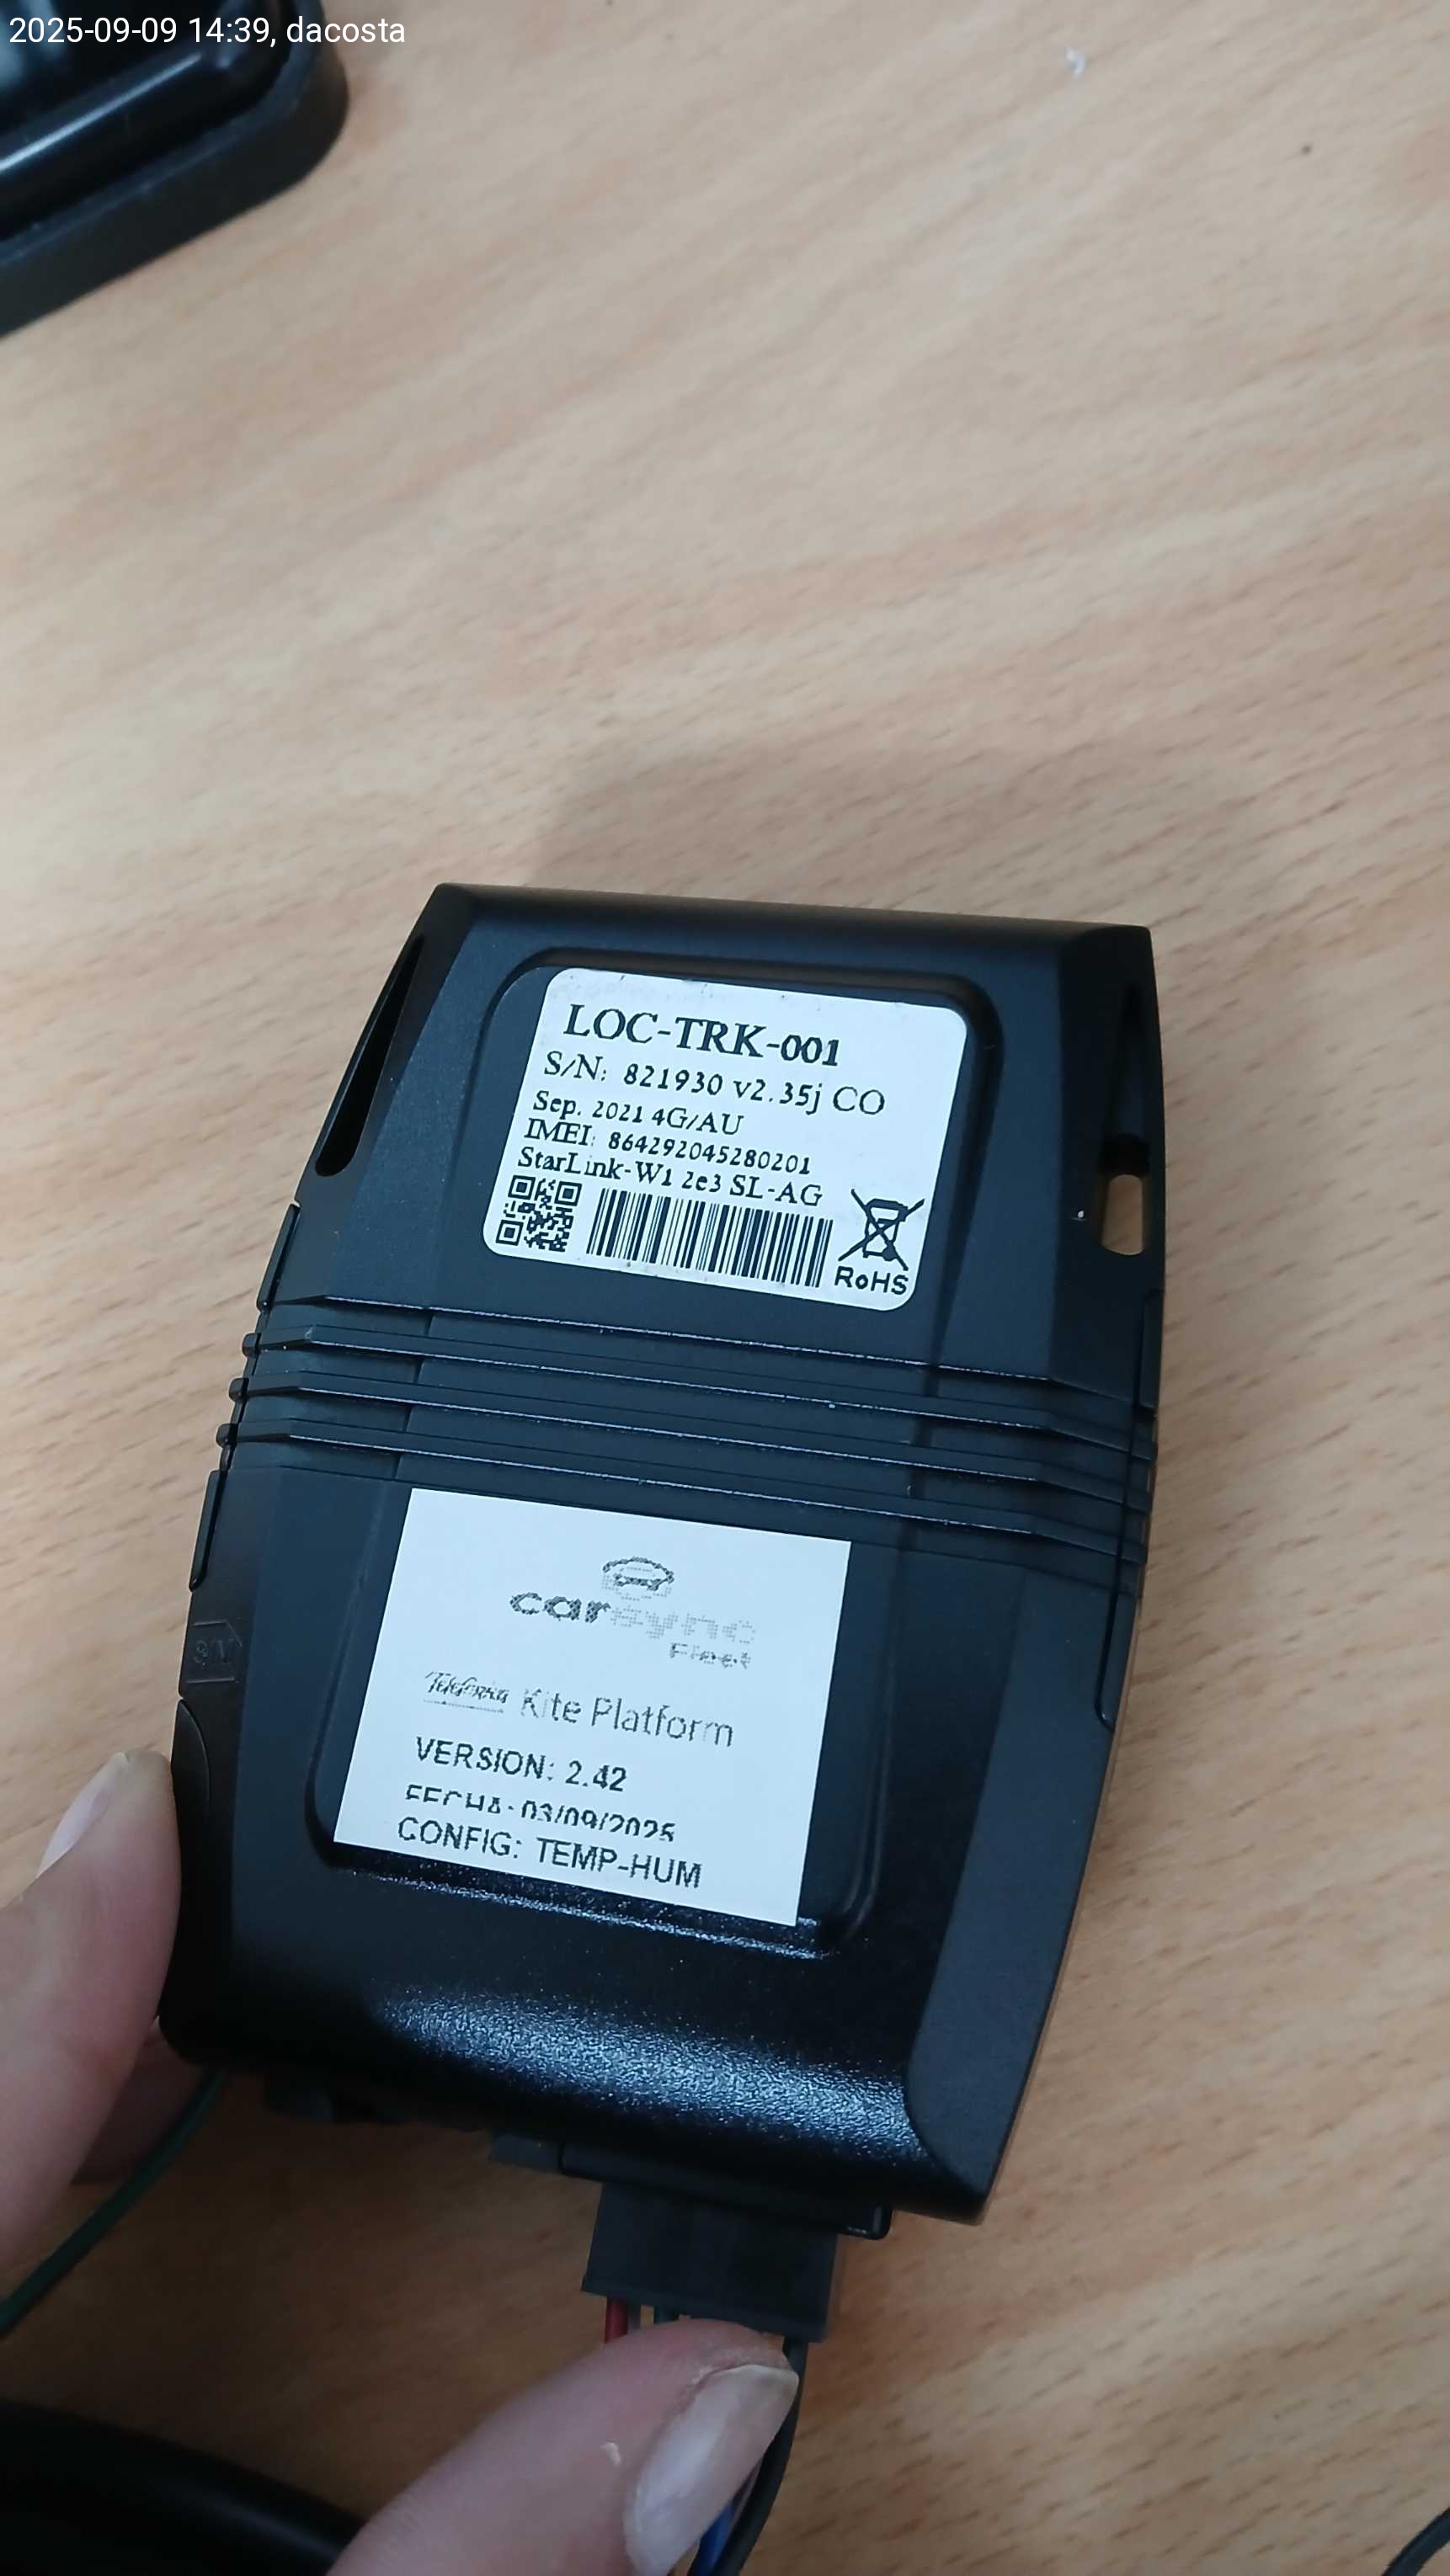 2025-09-09 14:39, dacosta
LOC-TRK-001
S/N: 821930 v2.35j CO
Sep. 2021 4G/AU
IMEI: 864292045280201
StarLink-W1 2e3 SL-AG
RoHS
carsync
Fleet
Telefónica Kite Platform
VERSION: 2.42
FECHA: 03/09/2025
CONFIG: TEMP-HUM
SIM